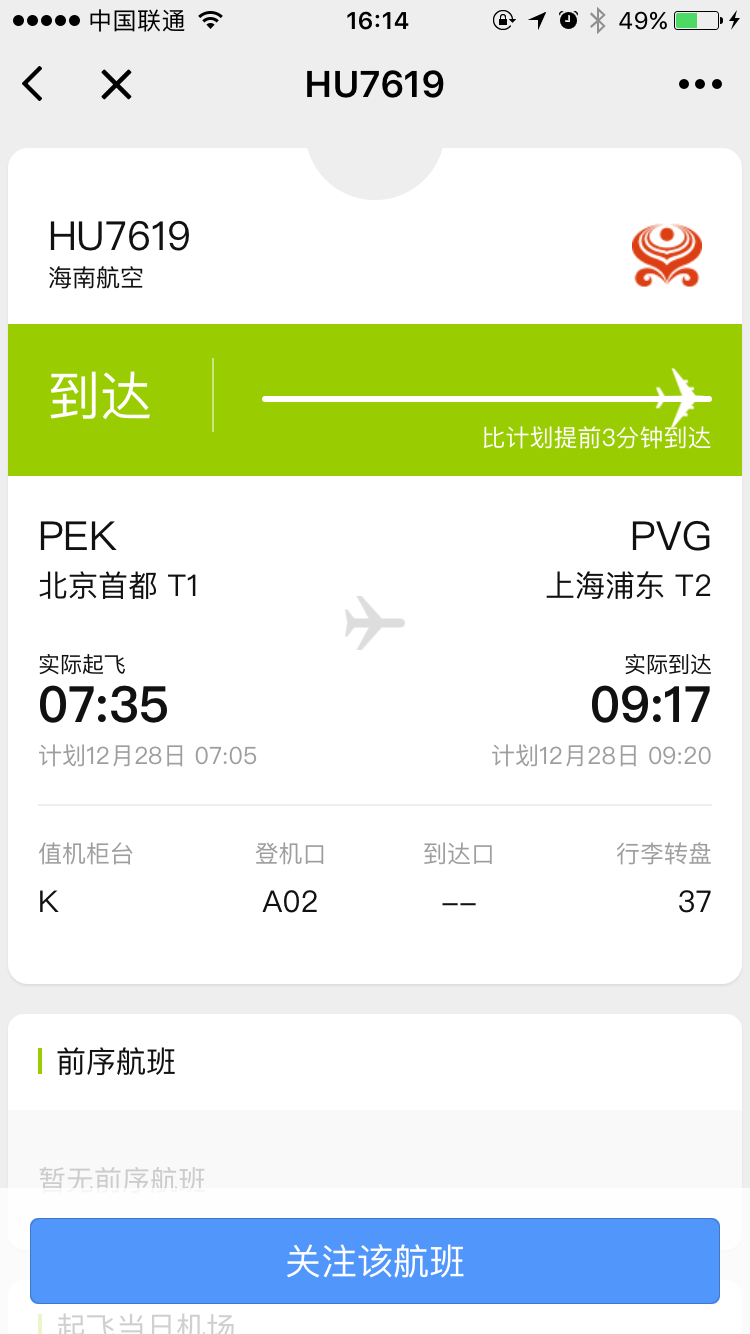 中国联通 16:14 49%
HU7619
HU7619
海南航空
到达
比计划提前3分钟到达
PEK PVG
北京首都 T1 上海浦东 T2
实际起飞 实际到达
07:35 09:17
计划12月28日 07:05 计划12月28日 09:20
值机柜台 登机口 到达口 行李转盘
K A02 -- 37
前序航班
暂无前序航班
关注该航班
起飞当日机场